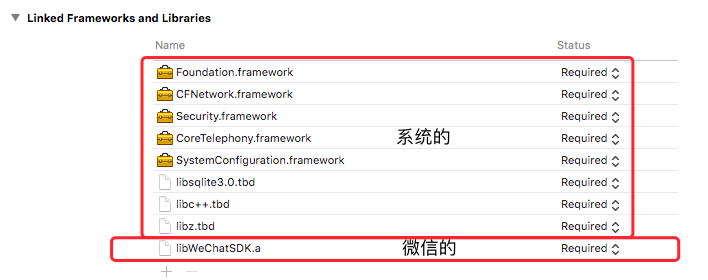 Linked Frameworks and Libraries
Name Status
Foundation.framework Required
CFNetwork.framework Required
Security.framework Required
CoreTelephony.framework 系统的 Required
SystemConfiguration.framework Required
libsqlite3.0.tbd Required
libc++.tbd Required
libz.tbd Required
libWeChatSDK.a 微信的 Required